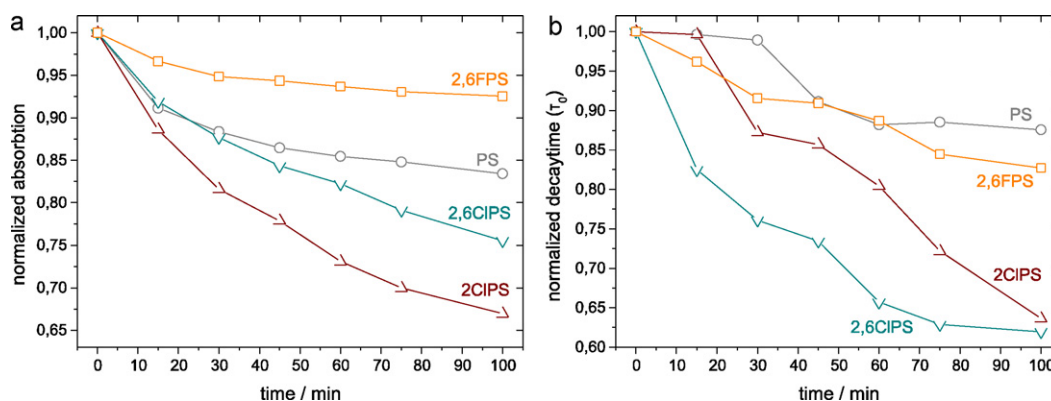 a
1,00
0,95
0,90
0,85
0,80
0,75
0,70
0,65
normalized absorbtion
2,6FPS
PS
2,6ClPS
2ClPS
0 10 20 30 40 50 60 70 80 90 100
time / min
b
1,00
0,95
0,90
0,85
0,80
0,75
0,70
0,65
0,60
normalized decaytime (τ₀)
PS
2,6FPS
2ClPS
2,6ClPS
0 10 20 30 40 50 60 70 80 90 100
time / min